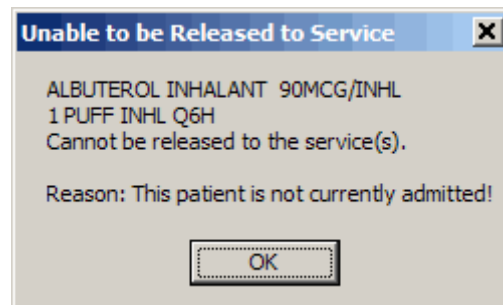 Unable to be Released to Service
ALBUTEROL INHALANT 90MCG/INHL
1 PUFF INHL Q6H
Cannot be released to the service(s).
Reason: This patient is not currently admitted!
OK